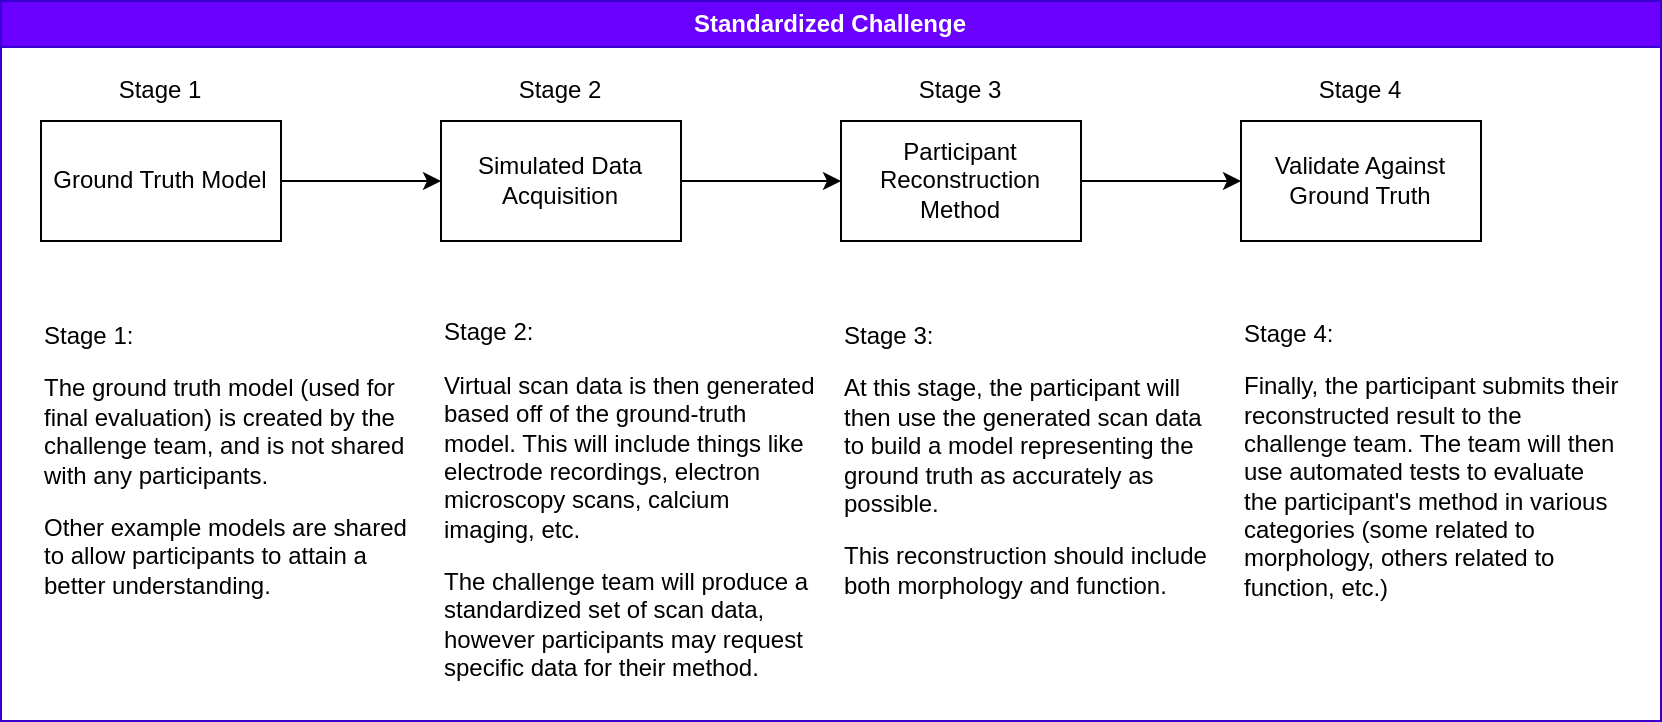 Standardized Challenge
Stage 1
Stage 2
Stage 3
Stage 4
Ground Truth Model
Simulated Data
Acquisition
Participant
Reconstruction
Method
Validate Against
Ground Truth
Stage 1:
The ground truth model (used for
final evaluation) is created by the
challenge team, and is not shared
with any participants.
Other example models are shared
to allow participants to attain a
better understanding.
Stage 2:
Virtual scan data is then generated
based off of the ground-truth
model. This will include things like
electrode recordings, electron
microscopy scans, calcium
imaging, etc.
The challenge team will produce a
standardized set of scan data,
however participants may request
specific data for their method.
Stage 3:
At this stage, the participant will
then use the generated scan data
to build a model representing the
ground truth as accurately as
possible.
This reconstruction should include
both morphology and function.
Stage 4:
Finally, the participant submits their
reconstructed result to the
challenge team. The team will then
use automated tests to evaluate
the participant's method in various
categories (some related to
morphology, others related to
function, etc.)